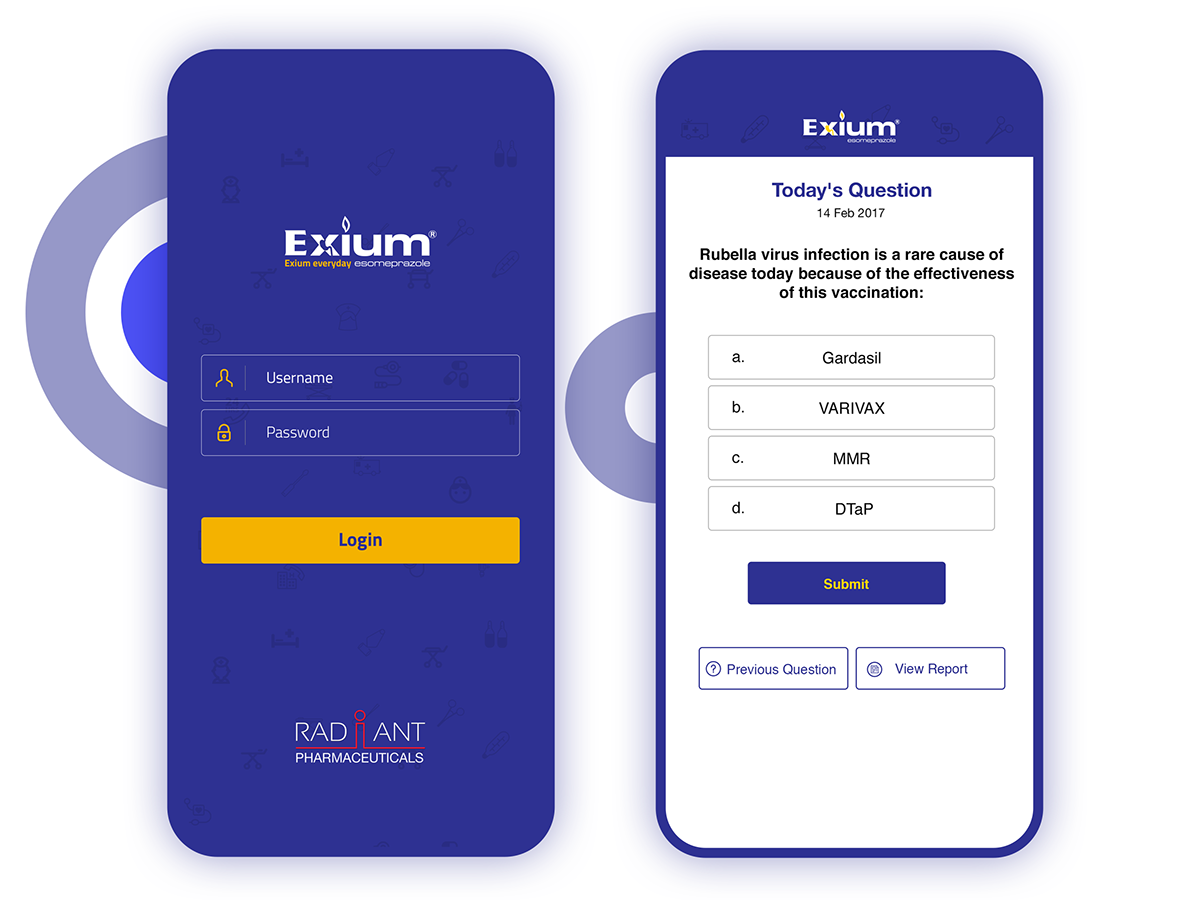 Exium®
Exium everyday esomeprazole
Username
Password
Login
RADiANT
PHARMACEUTICALS
Exium®
esomeprazole
Today's Question
14 Feb 2017
Rubella virus infection is a rare cause of
disease today because of the effectiveness
of this vaccination:
a. Gardasil
b. VARIVAX
c. MMR
d. DTaP
Submit
Previous Question
View Report